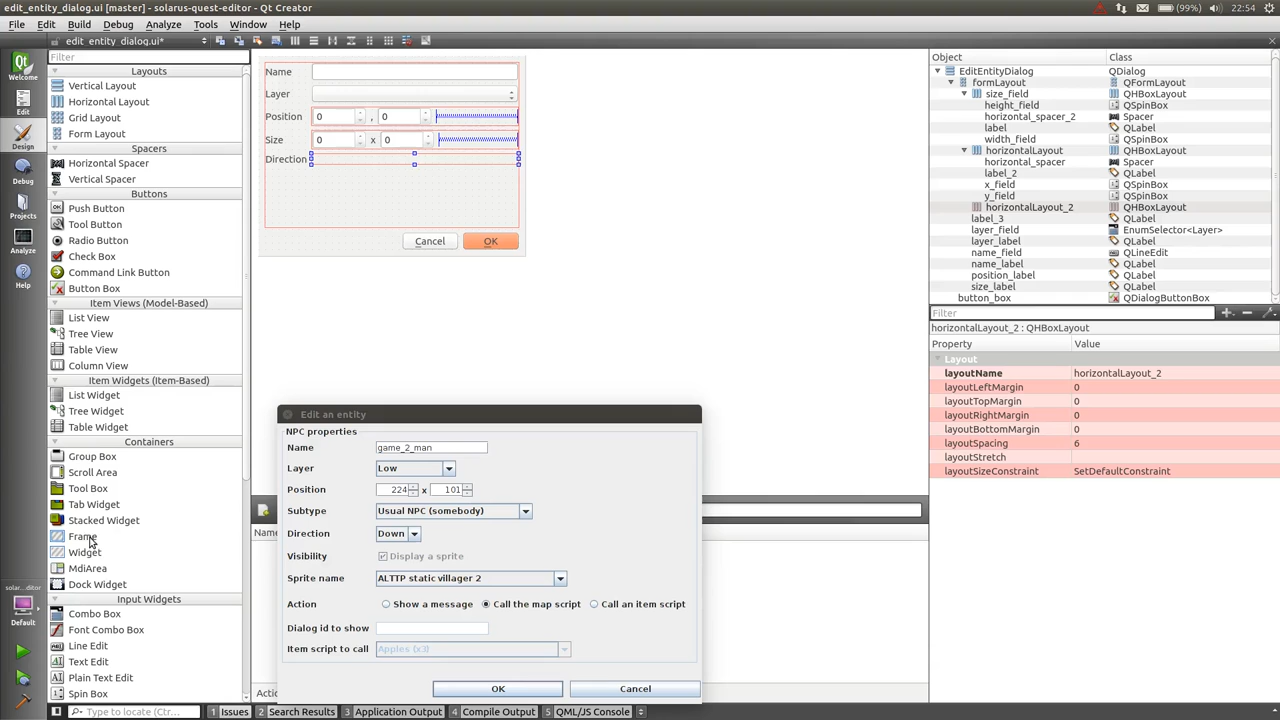 edit_entity_dialog.ui* - solarus-quest-editor - Qt Creator
(99%) 22:54
File Edit Build Debug Analyze Tools Window Help
edit_entity_dialog.ui*
Welcome
Edit
Design
Debug
Projects
Analyze
Help
solar...ditor
Default
Filter
Layouts
Vertical Layout
Horizontal Layout
Grid Layout
Form Layout
Spacers
Horizontal Spacer
Vertical Spacer
Buttons
Push Button
Tool Button
Radio Button
Check Box
Command Link Button
Button Box
Item Views (Model-Based)
List View
Tree View
Table View
Column View
Item Widgets (Item-Based)
List Widget
Tree Widget
Table Widget
Containers
Group Box
Scroll Area
Tool Box
Tab Widget
Stacked Widget
Frame
Widget
MdiArea
Dock Widget
Input Widgets
Combo Box
Font Combo Box
Line Edit
Text Edit
Plain Text Edit
Spin Box
Name
Layer
Position 0 , 0
Size 0 x 0
Direction
Cancel OK
Name
Actio
Edit an entity
NPC properties
Name game_2_man
Layer Low
Position 224 x 101
Subtype Usual NPC (somebody)
Direction Down
Visibility Display a sprite
Sprite name ALTTP static villager 2
Action Show a message Call the map script Call an item script
Dialog id to show
Item script to call Apples (x3)
OK Cancel
Object Class
EditEntityDialog QDialog
formLayout QFormLayout
size_field QHBoxLayout
height_field QSpinBox
horizontal_spacer_2 Spacer
label QLabel
width_field QSpinBox
horizontalLayout QHBoxLayout
horizontal_spacer Spacer
label_2 QLabel
x_field QSpinBox
y_field QSpinBox
horizontalLayout_2 QHBoxLayout
label_3 QLabel
layer_field EnumSelector<Layer>
layer_label QLabel
name_field QLineEdit
name_label QLabel
position_label QLabel
size_label QLabel
button_box QDialogButtonBox
Filter
horizontalLayout_2 : QHBoxLayout
Property Value
Layout
layoutName horizontalLayout_2
layoutLeftMargin 0
layoutTopMargin 0
layoutRightMargin 0
layoutBottomMargin 0
layoutSpacing 6
layoutStretch
layoutSizeConstraint SetDefaultConstraint
Type to locate (Ctrl... 1 Issues 2 Search Results 3 Application Output 4 Compile Output 5 QML/JS Console